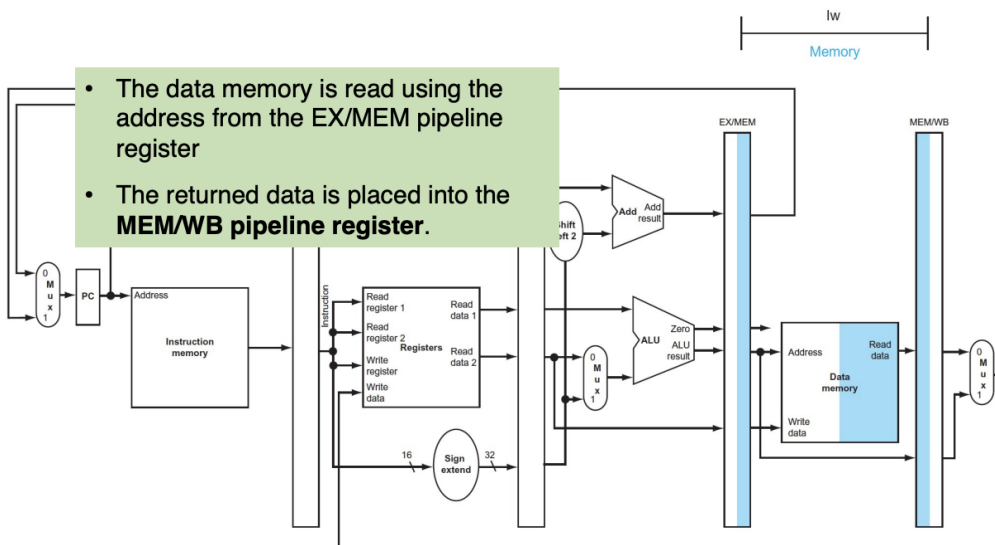 lw
Memory
• The data memory is read using the
address from the EX/MEM pipeline
register
• The returned data is placed into the
MEM/WB pipeline register.
EX/MEM
MEM/WB
Add
Add
result
Shift
left 2
0
M
u
x
1
PC
Address
Instruction
memory
Instruction
Read
register 1
Read
register 2
Write
register
Write
data
Registers
Read
data 1
Read
data 2
16
Sign
extend
32
0
M
u
x
1
ALU
Zero
ALU
result
Address
Write
data
Read
data
Data
memory
0
M
u
x
1